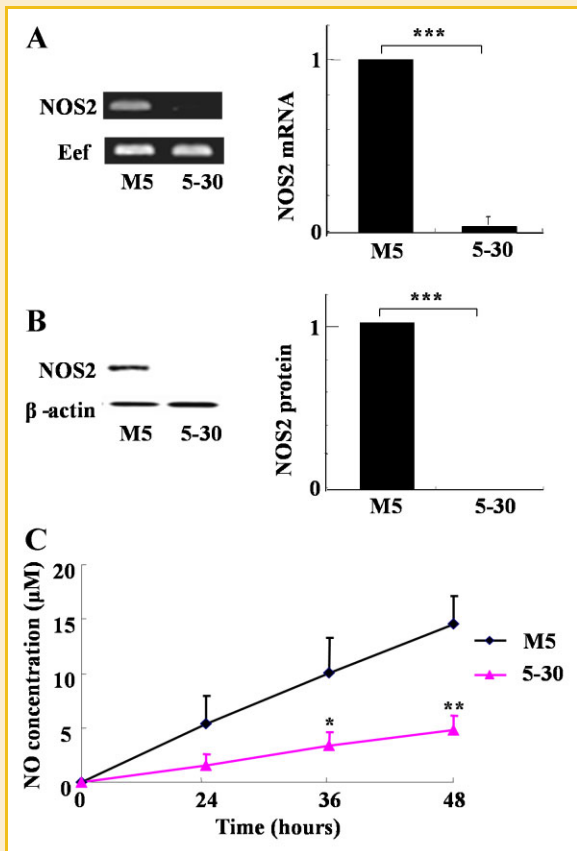 A
NOS2
Eef
M5 5-30
NOS2 mRNA
1
0
M5 5-30
***
B
NOS2
β-actin
M5 5-30
NOS2 protein
1
0
M5 5-30
***
C
NO concentration (µM)
20
15
10
5
0
0 24 36 48
Time (hours)
* **
M5
5-30